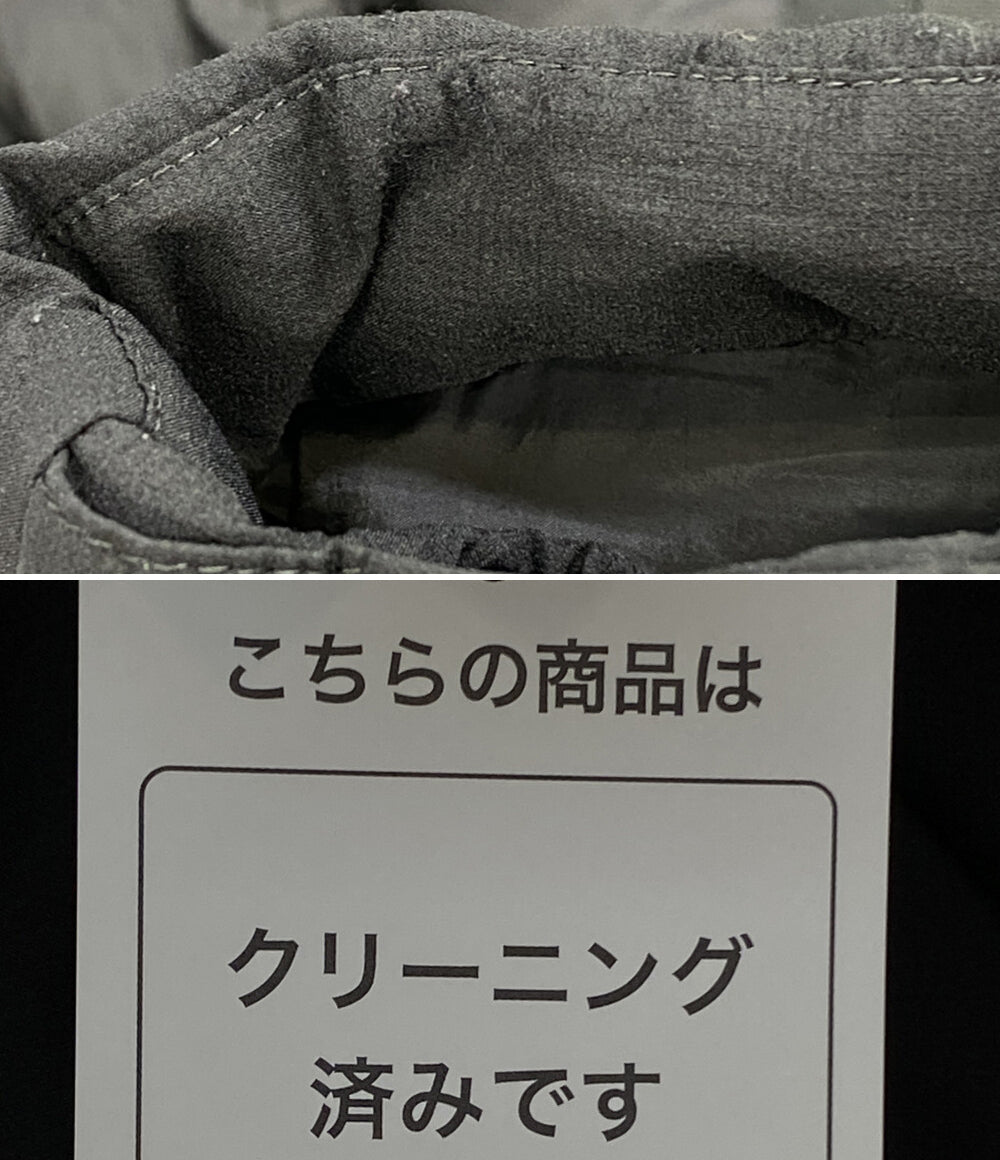 こちらの商品は
クリーニング
済みです